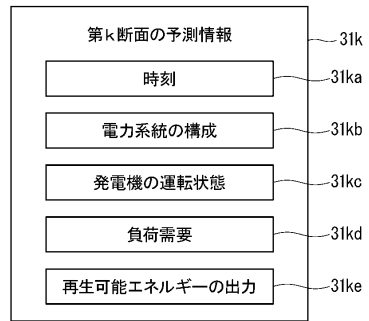 第k断面の予測情報
31k
時刻
31ka
電力系統の構成
31kb
発電機の運転状態
31kc
負荷需要
31kd
再生可能エネルギーの出力
31ke